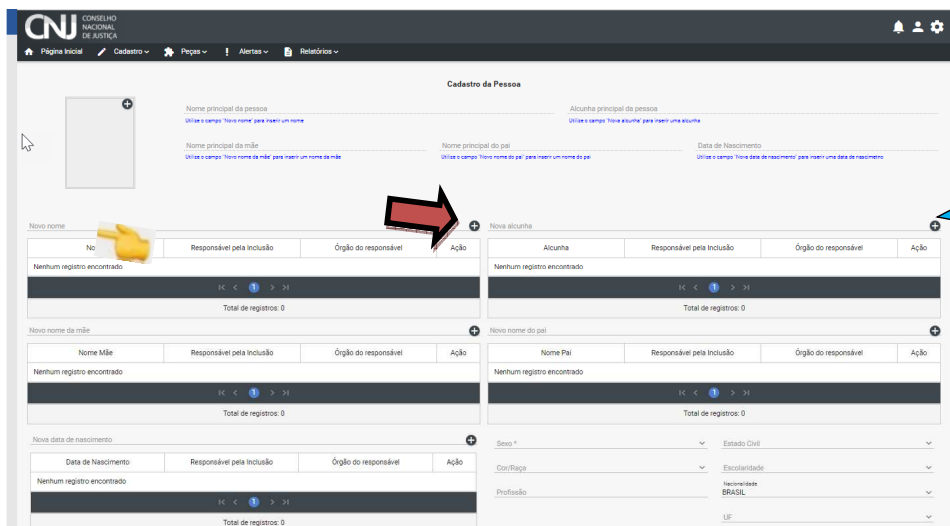 CNJ CONSELHO NACIONAL DE JUSTIÇA
Página Inicial Cadastro Peças Alertas Relatórios
Cadastro da Pessoa
Nome principal da pessoa Alcunha principal da pessoa
Utilize o campo 'Novo nome' para inserir um nome Utilize o campo 'Nova alcunha' para inserir uma alcunha
Nome principal da mãe Nome principal do pai Data de Nascimento
Utilize o campo 'Novo nome da mãe' para inserir um nome da mãe Utilize o campo 'Novo nome do pai' para inserir um nome do pai Utilize o campo 'Nova data de nascimento' para inserir uma data de nascimetno
Novo nome Nova alcunha
Responsável pela Inclusão Órgão do responsável Ação Alcunha Responsável pela Inclusão Órgão do responsável Ação
Nenhum registro encontrado Nenhum registro encontrado
1 1
Total de registros: 0 Total de registros: 0
Novo nome da mãe Novo nome do pai
Nome Mãe Responsável pela Inclusão Órgão do responsável Ação Nome Pai Responsável pela Inclusão Órgão do responsável Ação
Nenhum registro encontrado Nenhum registro encontrado
1 1
Total de registros: 0 Total de registros: 0
Nova data de nascimento Sexo * Estado Civil
Data de Nascimento Responsável pela Inclusão Órgão do responsável Ação Cor/Raça Escolaridade
Nenhum registro encontrado Nacionalidade
Profissão BRASIL
1
UF
Total de registros: 0